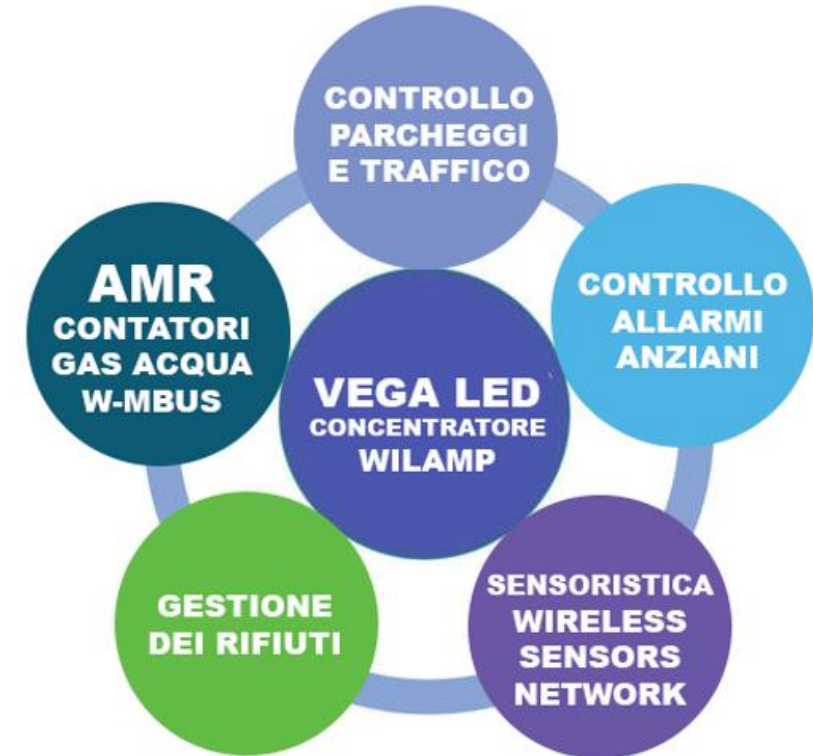 CONTROLLO
PARCHEGGI
E TRAFFICO
AMR
CONTATORI
GAS ACQUA
W-MBUS
CONTROLLO
ALLARMI
ANZIANI
VEGA LED
CONCENTRATORE
WILAMP
GESTIONE
DEI RIFIUTI
SENSORISTICA
WIRELESS
SENSORS
NETWORK